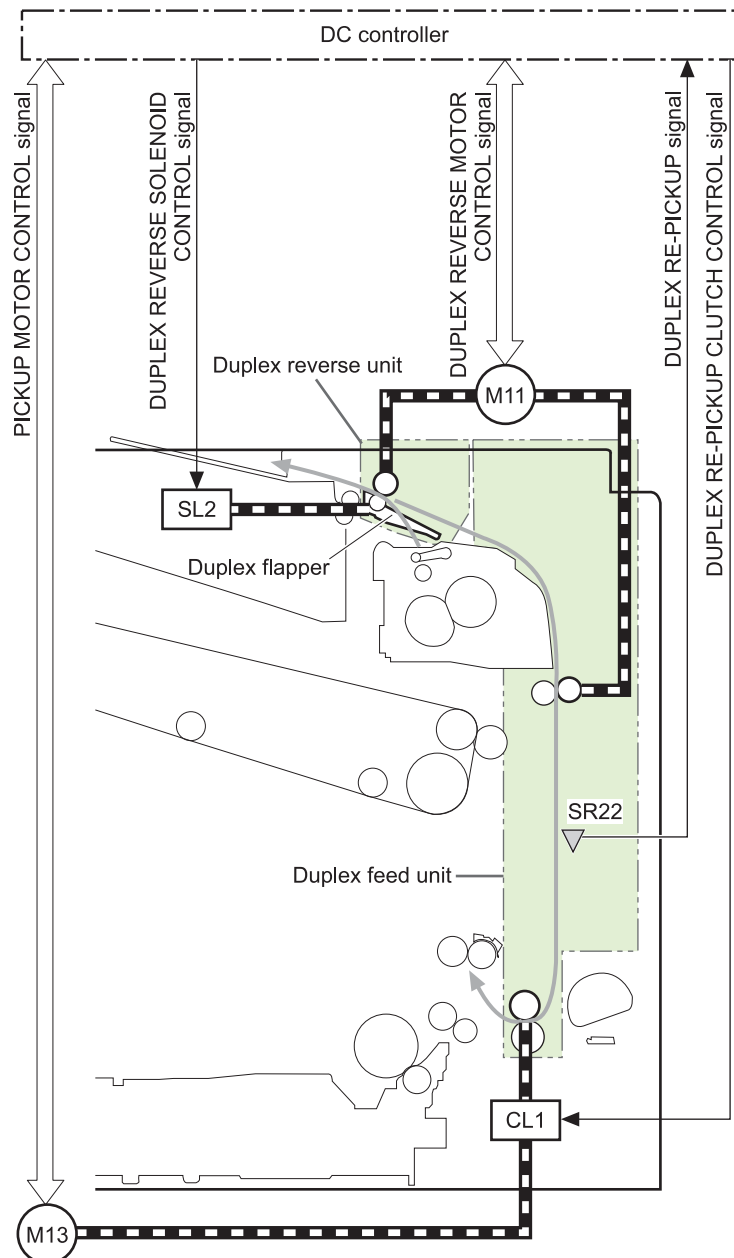 DC controller
PICKUP MOTOR CONTROL signal
DUPLEX REVERSE SOLENOID
CONTROL signal
DUPLEX REVERSE MOTOR
CONTROL signal
DUPLEX RE-PICKUP signal
DUPLEX RE-PICKUP CLUTCH CONTROL signal
Duplex reverse unit
M11
SL2
Duplex flapper
SR22
Duplex feed unit
CL1
M13